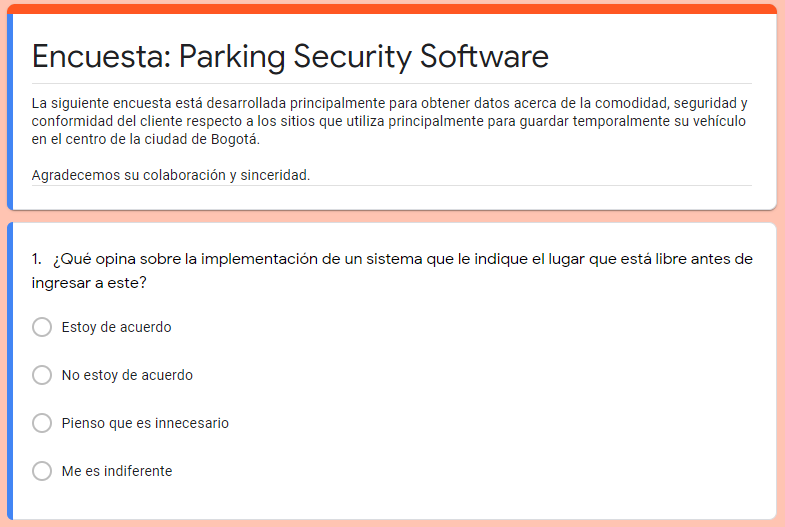 Encuesta: Parking Security Software
La siguiente encuesta está desarrollada principalmente para obtener datos acerca de la comodidad, seguridad y
conformidad del cliente respecto a los sitios que utiliza principalmente para guardar temporalmente su vehículo
en el centro de la ciudad de Bogotá.
Agradecemos su colaboración y sinceridad.
1. ¿Qué opina sobre la implementación de un sistema que le indique el lugar que está libre antes de
ingresar a este?
Estoy de acuerdo
No estoy de acuerdo
Pienso que es innecesario
Me es indiferente